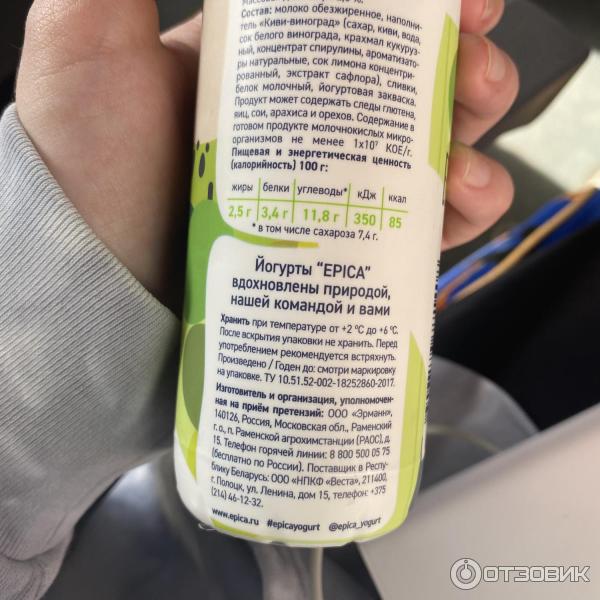 Состав: молоко обезжиренное, наполни-
тель «Киви-виноград» (сахар, киви, вода,
сок белого винограда, крахмал кукуруз-
ный, концентрат спирулины, ароматизато-
ры натуральные, сок лимона концентри-
рованный, экстракт сафлора), сливки,
белок молочный, йогуртовая закваска.
Продукт может содержать следы глютена,
яиц, сои, арахиса и орехов. Содержание в
готовом продукте молочнокислых микро-
организмов не менее 1х10⁷ КОЕ/г.
Пищевая и энергетическая ценность
(калорийность) 100 г:
жиры белки углеводы* кДж ккал
2,5 г 3,4 г 11,8 г 350 85
* в том числе сахароза 7,4 г.
Йогурты “EPICA”
вдохновлены природой,
нашей командой и вами
Хранить при температуре от +2 °С до +6 °С.
После вскрытия упаковки не хранить. Перед
употреблением рекомендуется встряхнуть.
Произведено / Годен до: смотри маркировку
на упаковке. ТУ 10.51.52-002-18252860-2017.
Изготовитель и организация, уполномочен-
ная на приём претензий: ООО «Эрманн».
140126, Россия, Московская обл., Раменский
г. о., п. Раменской агрохимстанции (РАОС), д.
15. Телефон горячей линии: 8 800 500 05 75
(бесплатно по России). Поставщик в Респу-
блику Беларусь: ООО «НПКФ «Веста», 211400,
г. Полоцк, ул. Ленина, дом 15, телефон: +375
(214) 46-12-32.
www.epica.ru #epicayogurt @epica_yogurt
ОТЗОВИК